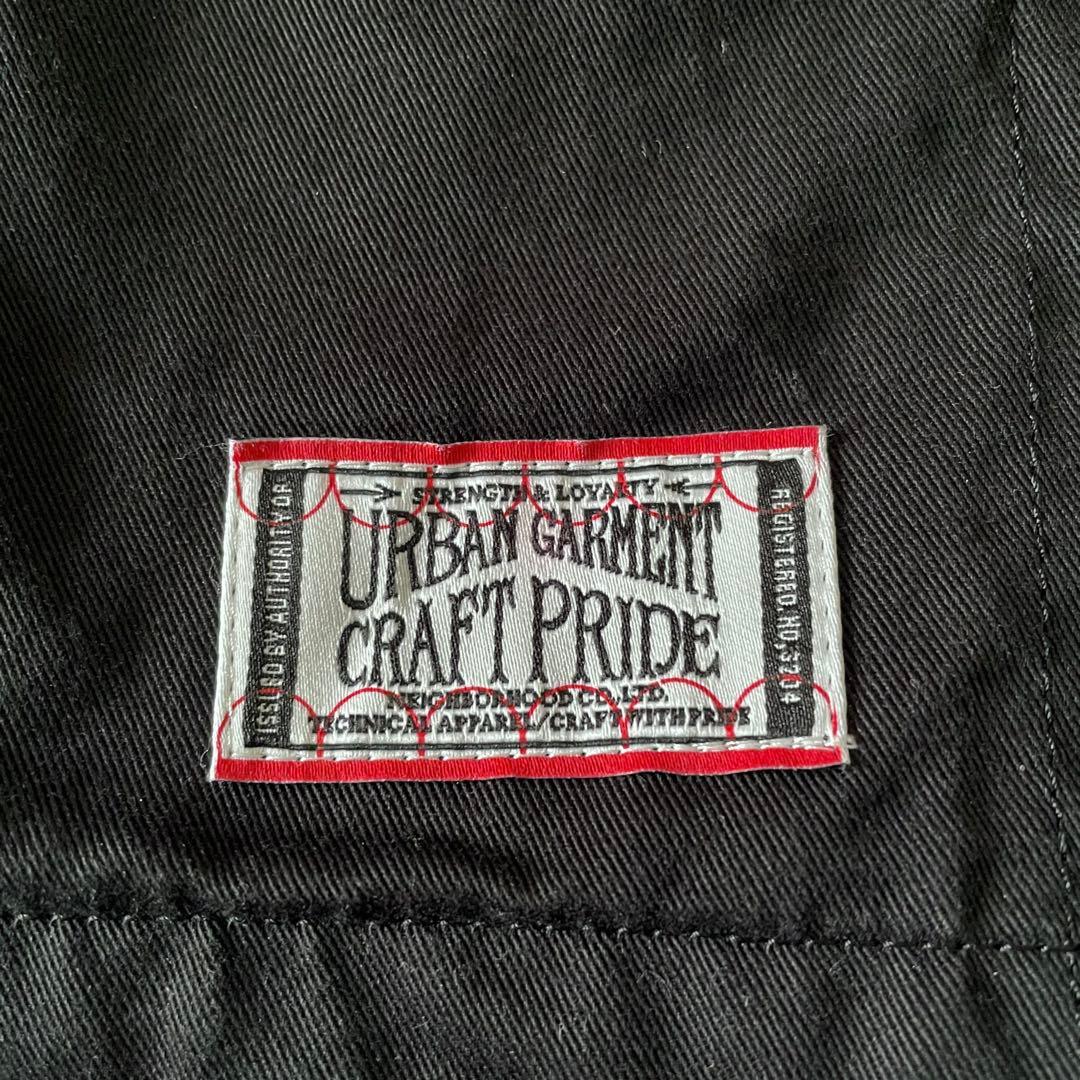 STRENGTH & LOYALTY
URBAN GARMENT
CRAFT PRIDE
NEIGHBORHOOD CO., LTD.
TECHNICAL APPAREL/CRAFT WITH PRIDE
ISSUED BY AUTHORITY OF
REGISTERED. NO, 3704